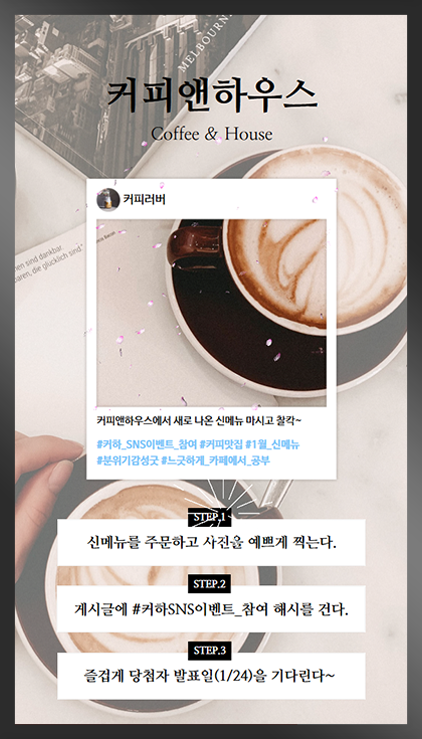 MELBOURN
커피앤하우스
Coffee & House
커피러버
nen sind dankbar.
baren, die glücklich sind."
커피앤하우스에서 새로 나온 신메뉴 마시고 찰칵~
#커하_SNS이벤트_참여 #커피맛집 #1월_신메뉴
#분위기감성굿 #느긋하게_카페에서_공부
STEP.1
신메뉴를 주문하고 사진을 예쁘게 찍는다.
STEP.2
게시글에 #커하SNS이벤트_참여 해시를 건다.
STEP.3
즐겁게 당첨자 발표일(1/24)을 기다린다~